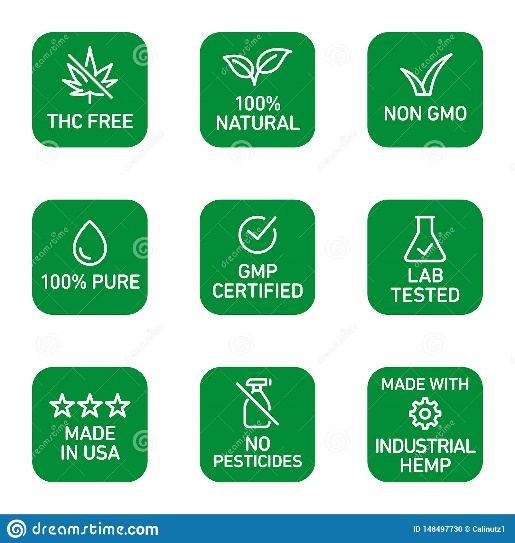 THC FREE
100%
NATURAL
NON GMO
100% PURE
GMP
CERTIFIED
LAB
TESTED
MADE
IN USA
NO
PESTICIDES
MADE WITH
INDUSTRIAL
HEMP
dreamstime.com
ID 148497730 © Calinutz1